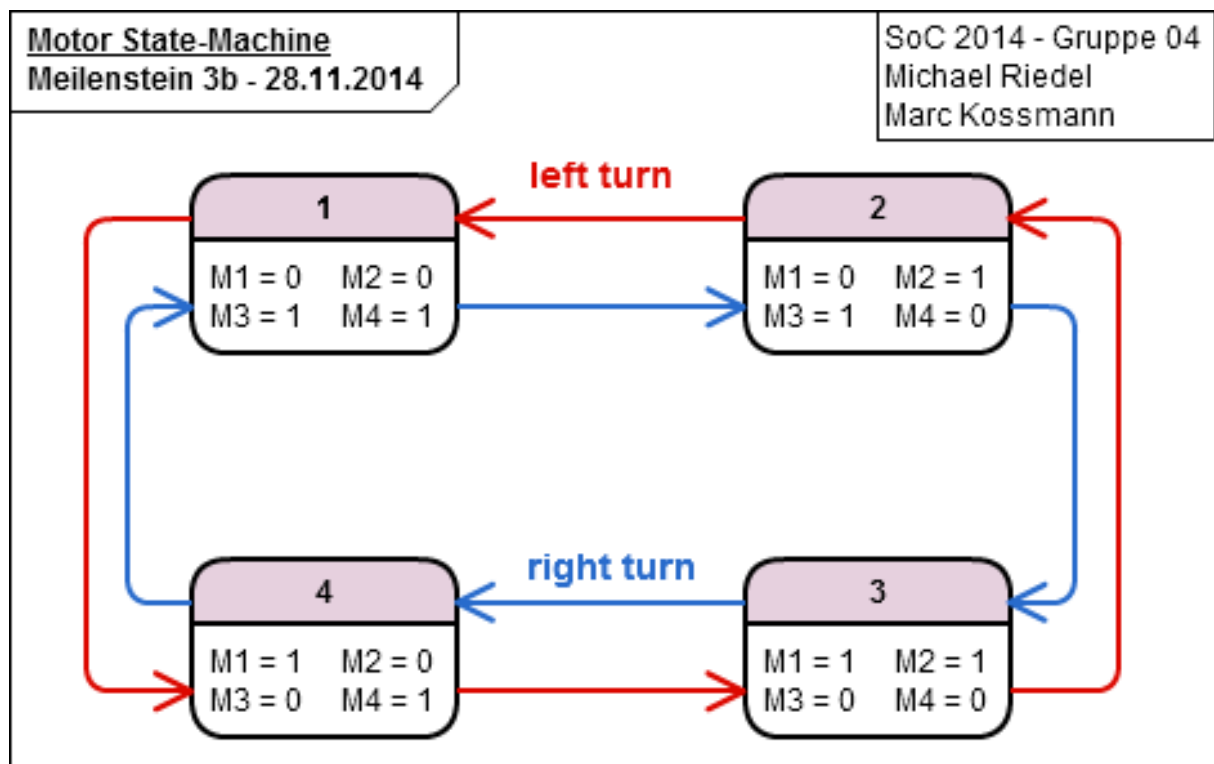 Motor State-Machine
Meilenstein 3b - 28.11.2014
SoC 2014 - Gruppe 04
Michael Riedel
Marc Kossmann
left turn
1
M1 = 0 M2 = 0
M3 = 1 M4 = 1
2
M1 = 0 M2 = 1
M3 = 1 M4 = 0
right turn
4
M1 = 1 M2 = 0
M3 = 0 M4 = 1
3
M1 = 1 M2 = 1
M3 = 0 M4 = 0